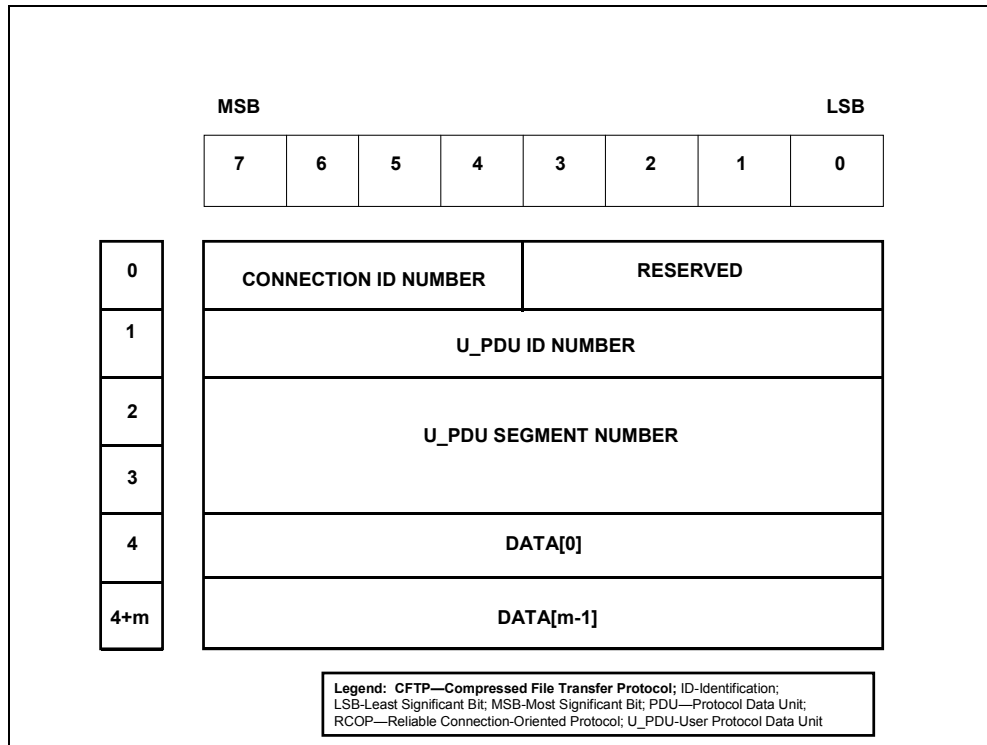 MSB LSB
7 6 5 4 3 2 1 0
0 CONNECTION ID NUMBER RESERVED
1 U_PDU ID NUMBER
2
U_PDU SEGMENT NUMBER
3
4 DATA[0]
4+m DATA[m-1]
Legend: CFTP—Compressed File Transfer Protocol; ID-Identification;
LSB-Least Significant Bit; MSB-Most Significant Bit; PDU—Protocol Data Unit;
RCOP—Reliable Connection-Oriented Protocol; U_PDU-User Protocol Data Unit